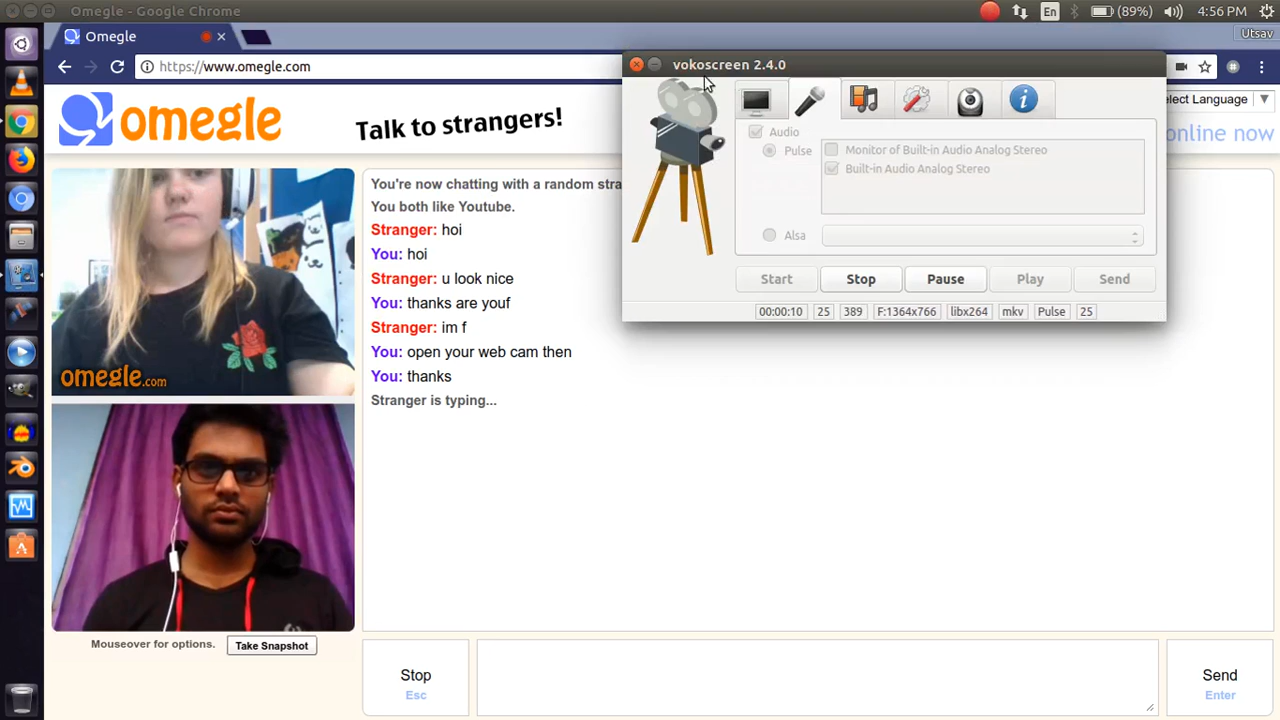 Omegle - Google Chrome
En
(89%)
4:56 PM
Utsav
Omegle
https://www.omegle.com
omegle
Talk to strangers!
Select Language
online now
vokoscreen 2.4.0
Audio
Pulse
Monitor of Built-in Audio Analog Stereo
Built-in Audio Analog Stereo
Alsa
Start
Stop
Pause
Play
Send
00:00:10
25
389
F:1364x766
libx264
mkv
Pulse
25
You're now chatting with a random stra
You both like Youtube.
Stranger: hoi
You: hoi
Stranger: u look nice
You: thanks are youf
Stranger: im f
You: open your web cam then
You: thanks
Stranger is typing...
omegle.com
Mouseover for options.
Take Snapshot
Stop
Esc
Send
Enter